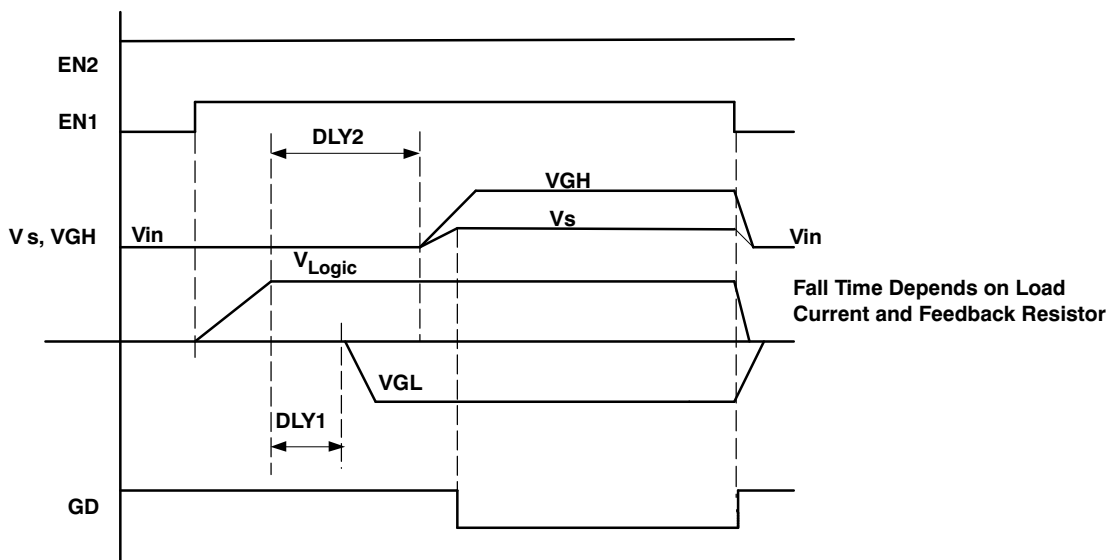 EN2
EN1
DLY2
VGH
Vs
Vs, VGH
Vin
Vin
VLogic
Fall Time Depends on Load
Current and Feedback Resistor
VGL
DLY1
GD